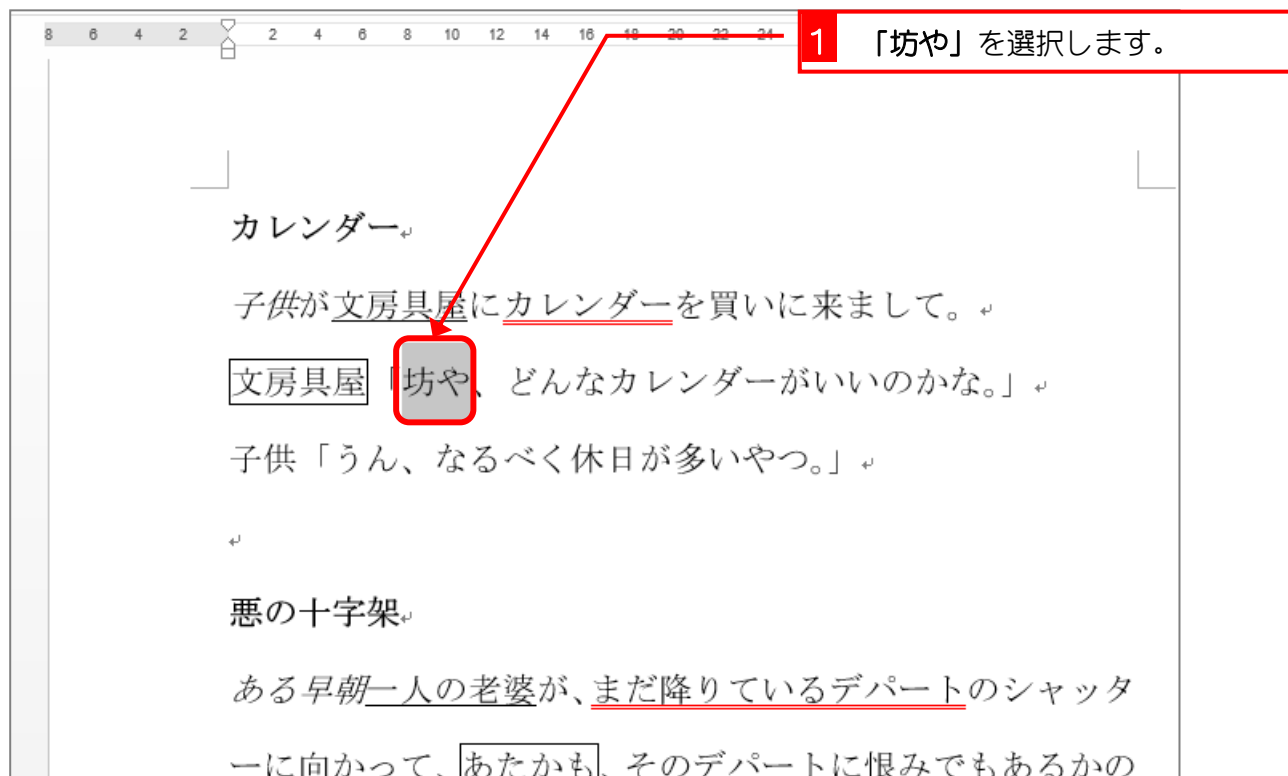 8 6 4 2 2 4 6 8 10 12 14 16 18 20 22 24
1 「坊や」を選択します。
カレンダー
子供が文房具屋にカレンダーを買いに来まして。
文房具屋「坊や、どんなカレンダーがいいのかな。」
子供「うん、なるべく休日が多いやつ。」
悪の十字架
ある早朝一人の老婆が、まだ降りているデパートのシャッタ
ーに向かって、あたかも、そのデパートに恨みでもあるかの